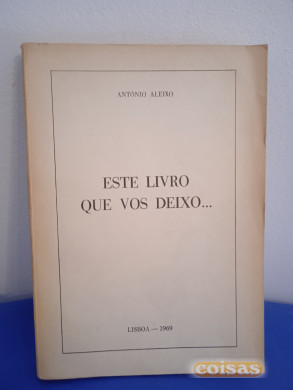 ANTÓNIO ALEIXO
ESTE LIVRO
QUE VOS DEIXO...
LISBOA — 1969
coisas